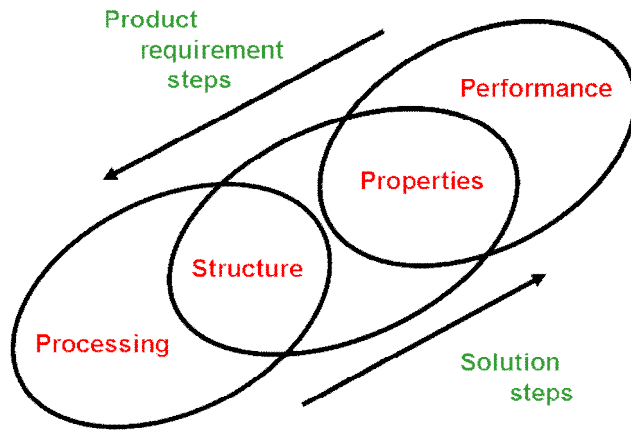 Product
requirement
steps
Performance
Properties
Structure
Processing
Solution
steps